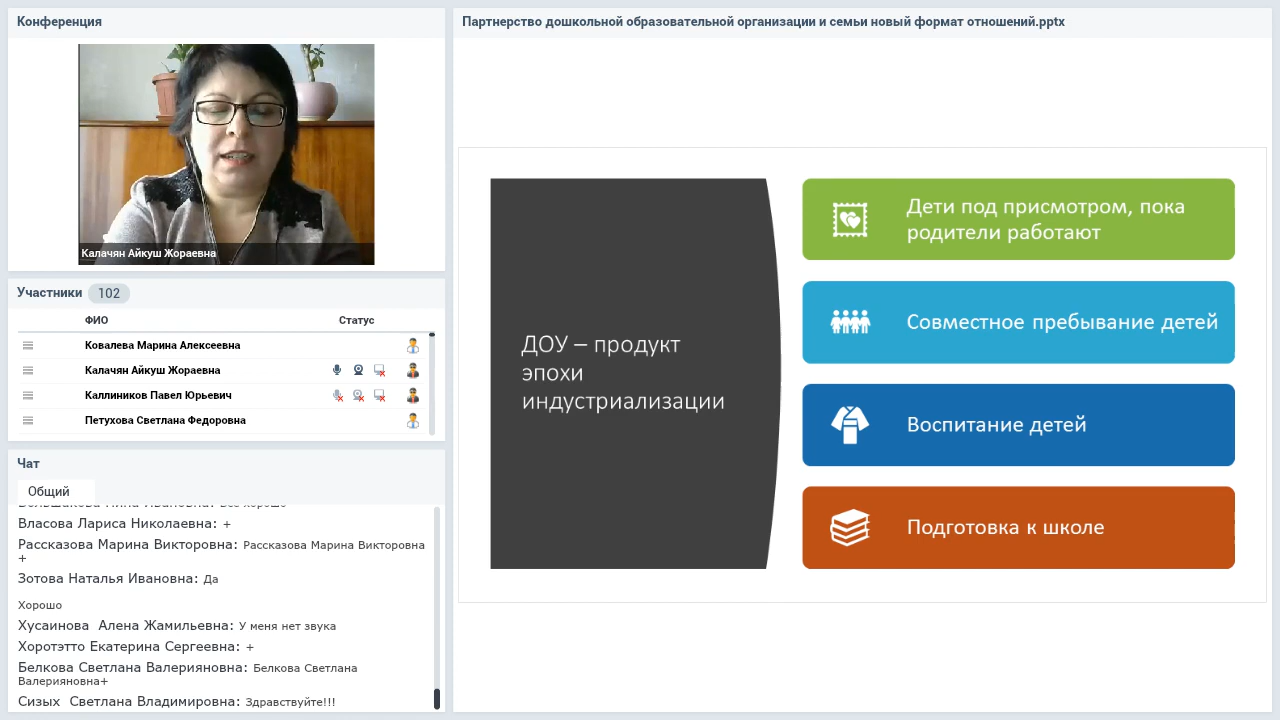 Конференция
Калачян Айкуш Жораевна
Участники 102
ФИО Статус
Ковалева Марина Алексеевна
Калачян Айкуш Жораевна
Каллиников Павел Юрьевич
Петухова Светлана Федоровна
Чат
Общий
Власова Лариса Николаевна: +
Рассказова Марина Викторовна: Рассказова Марина Викторовна
+
Зотова Наталья Ивановна: Да
Хорошо
Хусаинова Алена Жамильевна: У меня нет звука
Хоротэтто Екатерина Сергеевна: +
Белкова Светлана Валерияновна: Белкова Светлана
Валерияновна+
Сизых Светлана Владимировна: Здравствуйте!!!
Партнерство дошкольной образовательной организации и семьи новый формат отношений.pptx
ДОУ – продукт
эпохи
индустриализации
Дети под присмотром, пока
родители работают
Совместное пребывание детей
Воспитание детей
Подготовка к школе